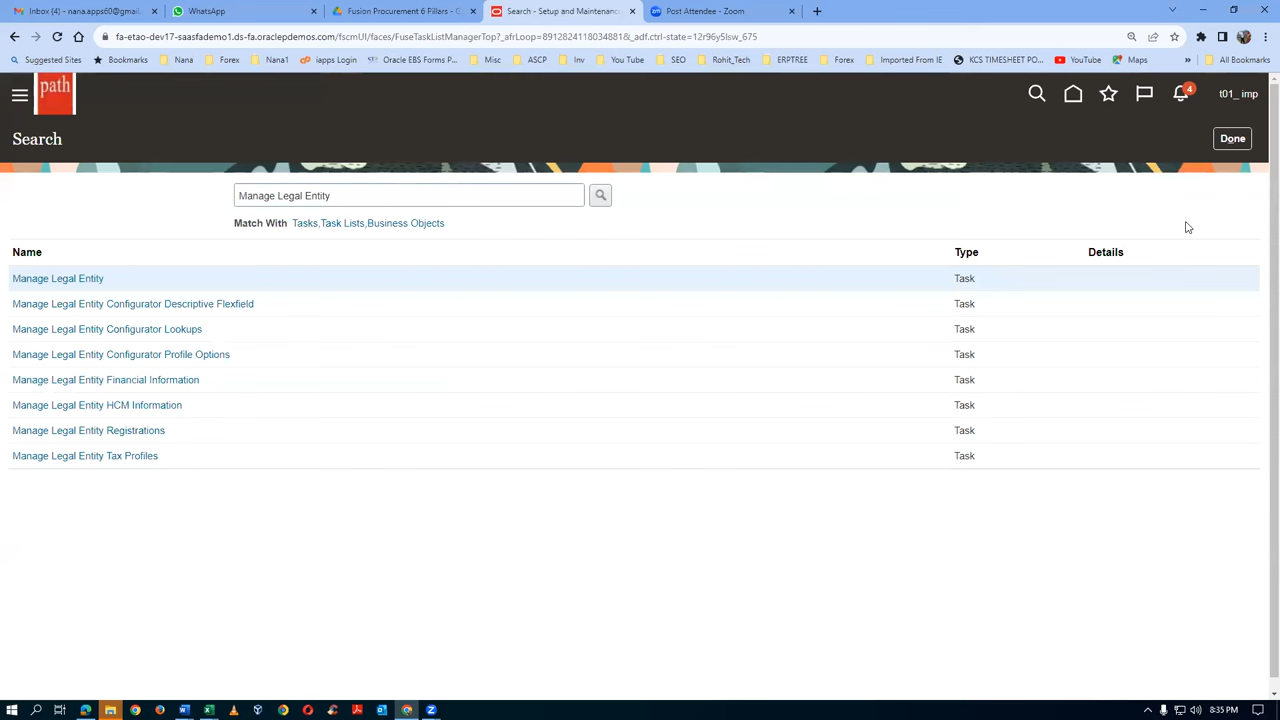 Inbox (4) - nana.apps60@gmail.
WhatsApp
Fusion Procurement 6 Pillars - O
Search - Setup and Maintenanc
Post Attendee - Zoom
fa-etao-dev17-saasfademo1.ds-fa.oraclepdemos.com/fscmUI/faces/FuseTaskListManagerTop?_afrLoop=8912824118034881&_adf.ctrl-state=12r96y5lsw_675
Suggested Sites
Bookmarks
Nana
Forex
Nana1
iapps Login
Oracle EBS Forms P...
Misc
ASCP
Inv
You Tube
SEO
Rohit_Tech
ERPTREE
Forex
Imported From IE
KCS TIMESHEET PO...
YouTube
Maps
All Bookmarks
path
4
t01_ imp
Search
Done
Manage Legal Entity
Match With Tasks,Task Lists,Business Objects
Name Type Details
Manage Legal Entity Task
Manage Legal Entity Configurator Descriptive Flexfield Task
Manage Legal Entity Configurator Lookups Task
Manage Legal Entity Configurator Profile Options Task
Manage Legal Entity Financial Information Task
Manage Legal Entity HCM Information Task
Manage Legal Entity Registrations Task
Manage Legal Entity Tax Profiles Task
8:35 PM